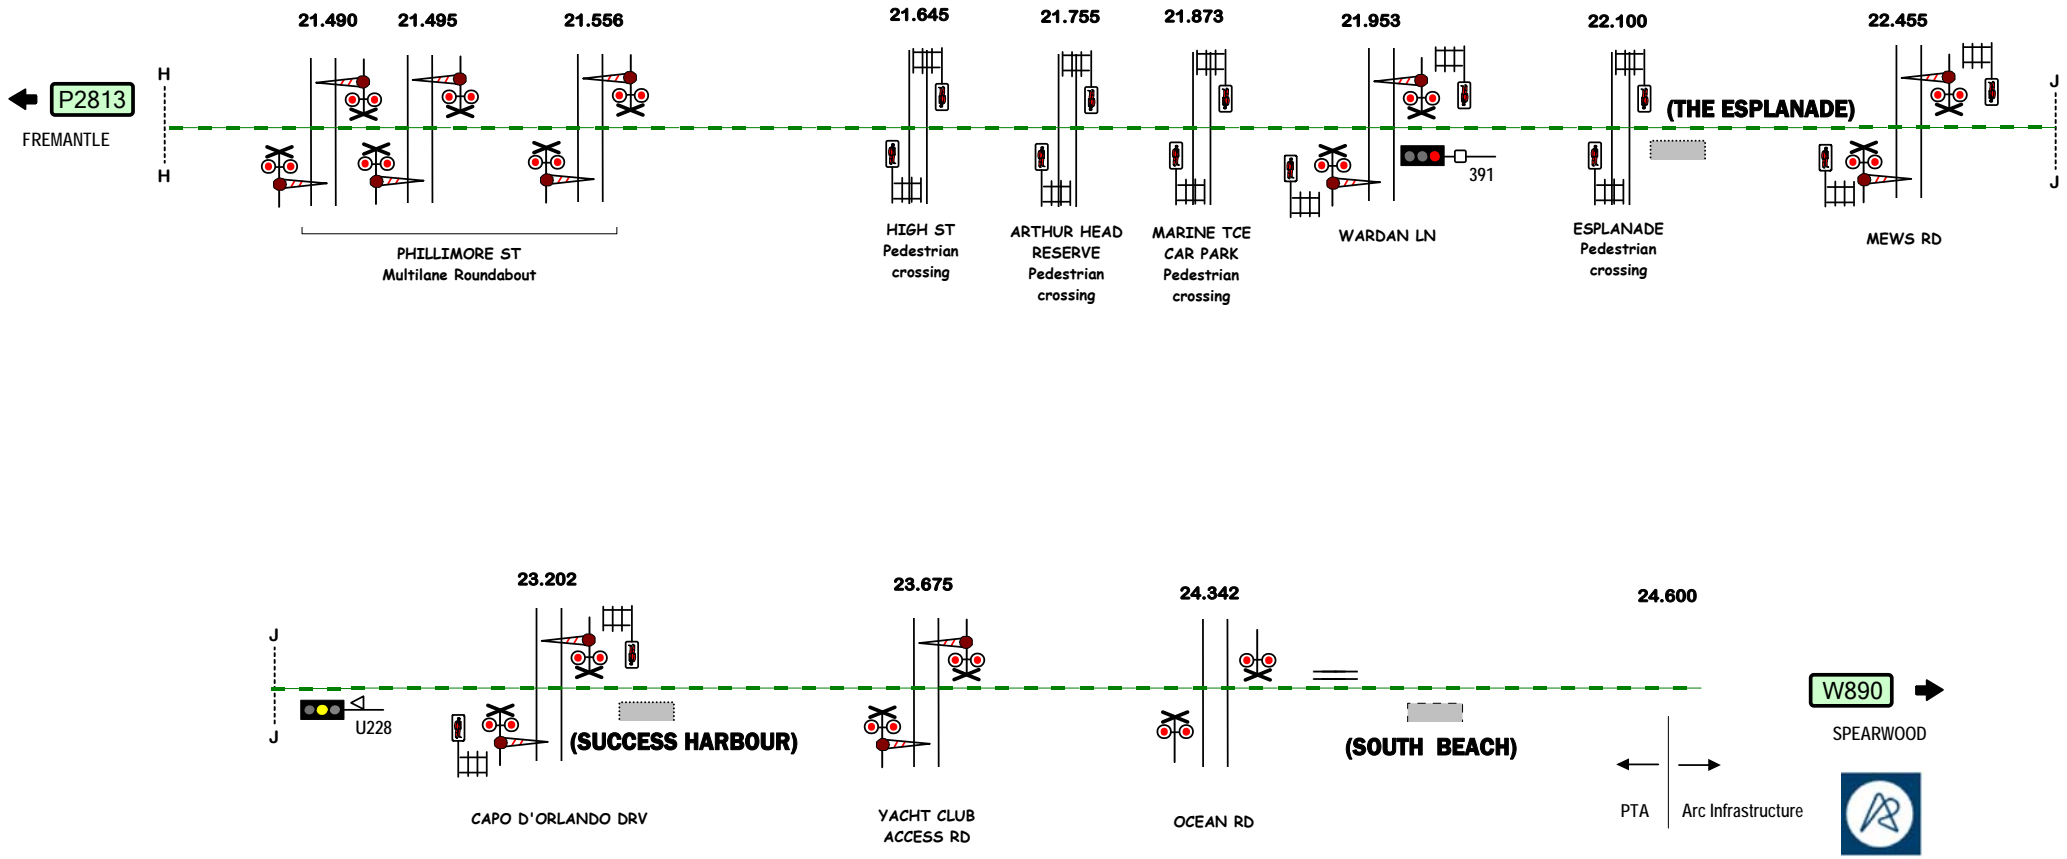 21.490 21.495 21.556 21.645 21.755 21.873 21.953 22.100 22.455
H J
P2813
(THE ESPLANADE)
FREMANTLE
H J
391
HIGH ST
Pedestrian
crossing
ARTHUR HEAD
RESERVE
Pedestrian
crossing
MARINE TCE
CAR PARK
Pedestrian
crossing
WARDAN LN
ESPLANADE
Pedestrian
crossing
MEWS RD
PHILLIMORE ST
Multilane Roundabout
23.202 23.675 24.342 24.600
J
W890
U228
J
(SUCCESS HARBOUR)
(SOUTH BEACH)
SPEARWOOD
CAPO D'ORLANDO DRV
YACHT CLUB
ACCESS RD
OCEAN RD
PTA Arc Infrastructure